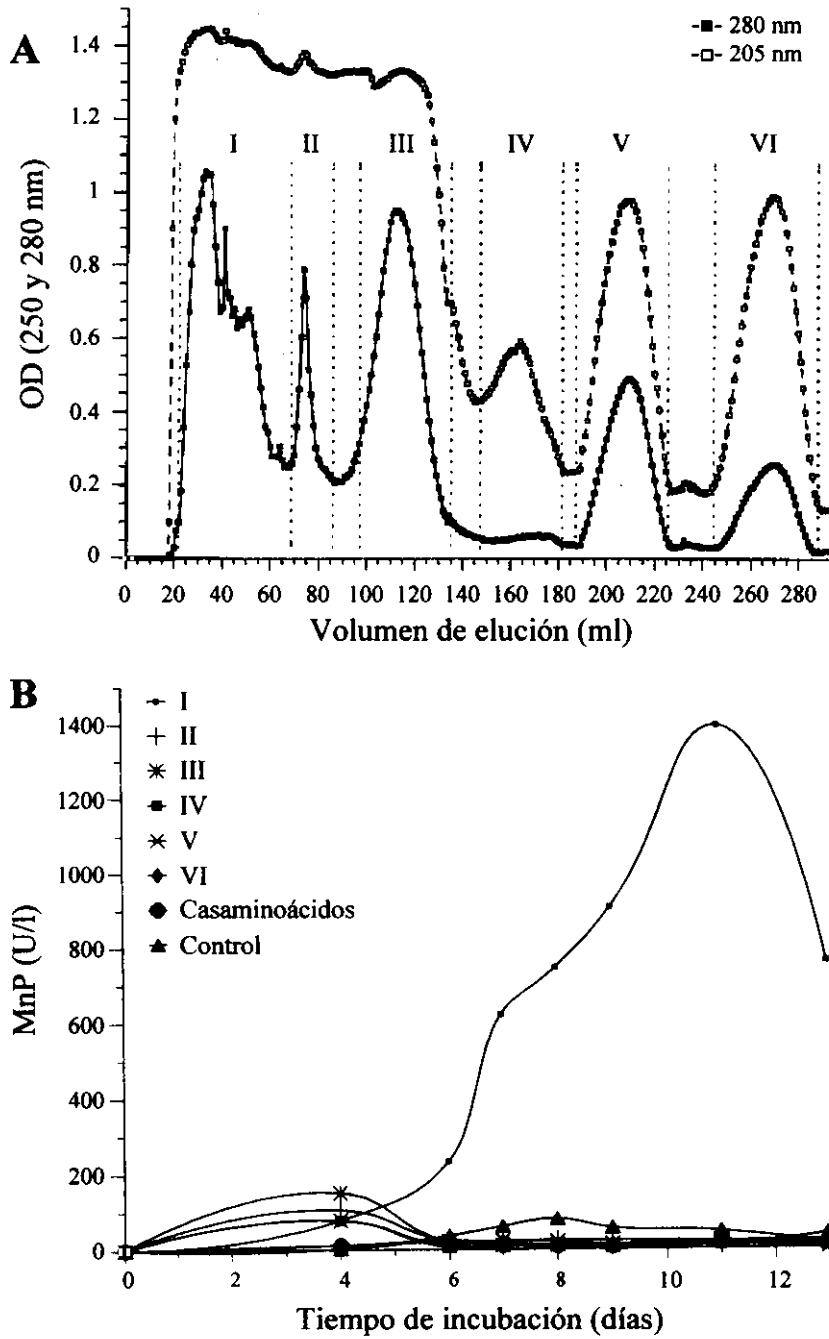 A
280 nm
205 nm
OD (250 y 280 nm)
1.4
1.2
1
0.8
0.6
0.4
0.2
0
I II III IV V VI
0 20 40 60 80 100 120 140 160 180 200 220 240 260 280
Volumen de elución (ml)
B
I
II
III
IV
V
VI
Casaminoácidos
Control
MnP (U/l)
1400
1200
1000
800
600
400
200
0
0 2 4 6 8 10 12
Tiempo de incubación (días)